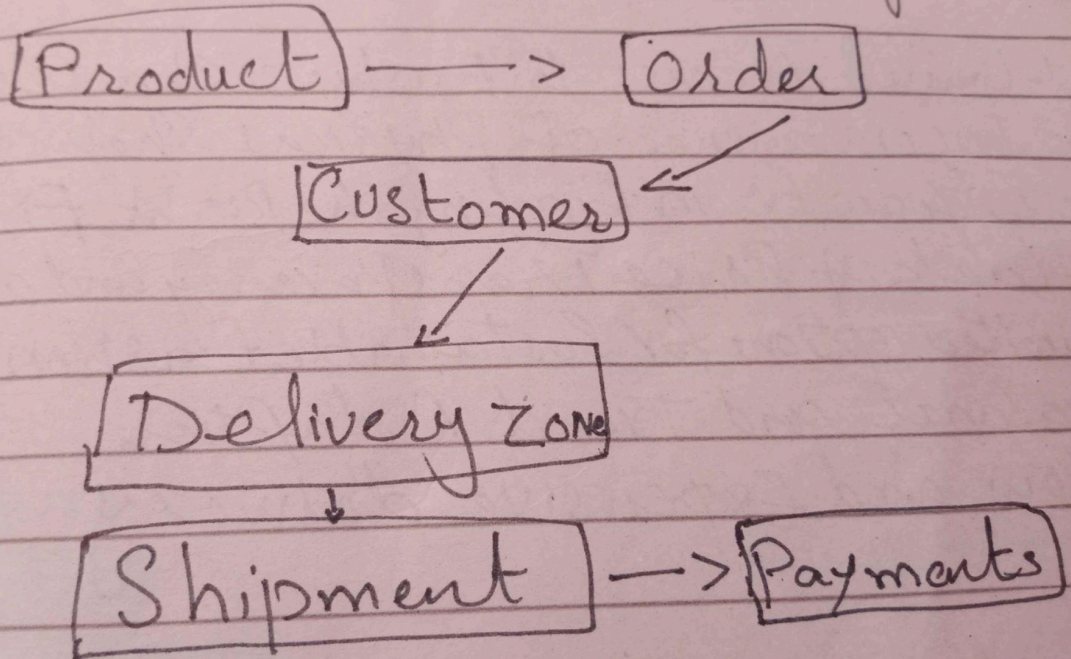 Product —> Order
Customer
Delivery Zone
Shipment —> Payments